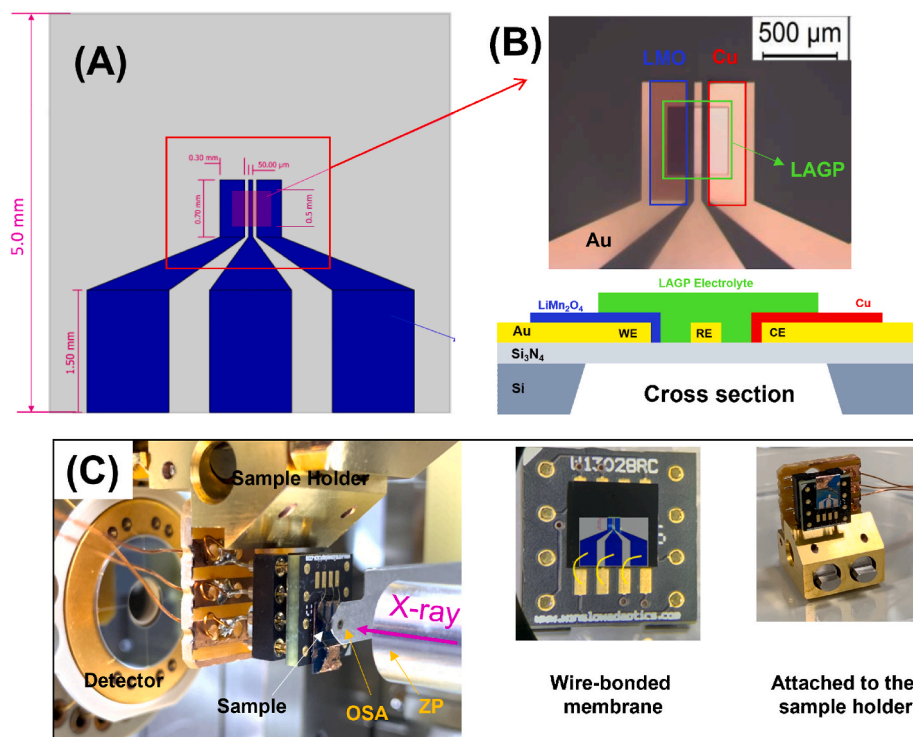 (A)
5.0 mm
0.30 mm
50.00 µm
0.70 mm
0.5 mm
1.50 mm
(B)
500 µm
LMO
Cu
LAGP
Au
LAGP Electrolyte
LiMn₂O₄
Cu
Au
WE
RE
CE
Si₃N₄
Si
Cross section
(C)
Sample Holder
X-ray
Detector
Sample
OSA
ZP
W13028RC
Wire-bonded
membrane
Attached to the
sample holder